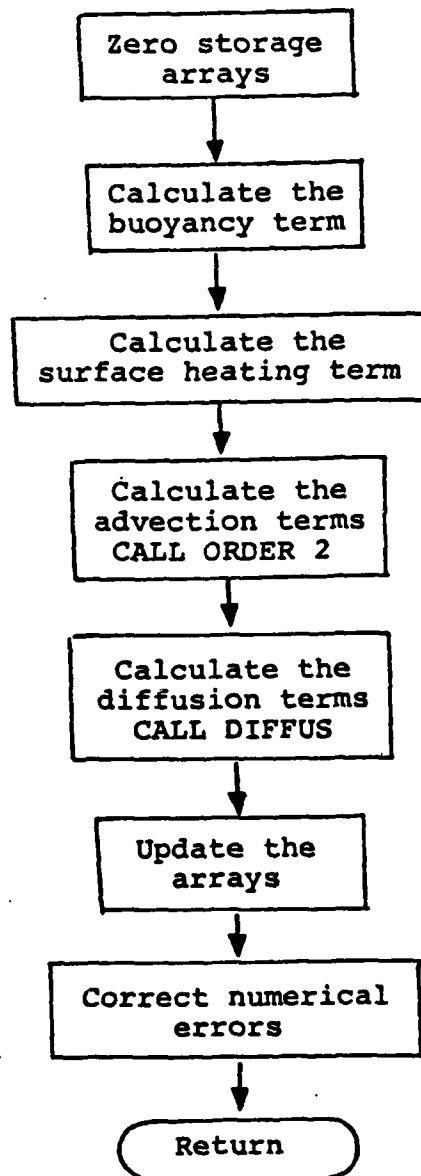 Zero storage
arrays
Calculate the
buoyancy term
Calculate the
surface heating term
Calculate the
advection terms
CALL ORDER 2
Calculate the
diffusion terms
CALL DIFFUS
Update the
arrays
Correct numerical
errors
Return